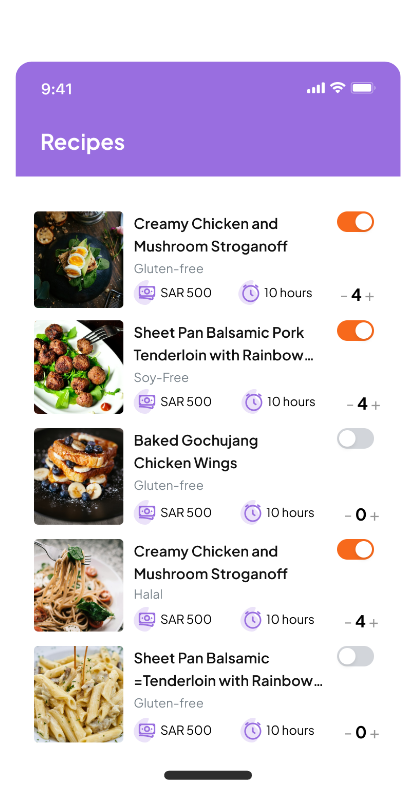 9:41
Recipes
Creamy Chicken and
Mushroom Stroganoff
Gluten-free
SAR 500 10 hours - 4 +
Sheet Pan Balsamic Pork
Tenderloin with Rainbow...
Soy-Free
SAR 500 10 hours - 4 +
Baked Gochujang
Chicken Wings
Gluten-free
SAR 500 10 hours - 0 +
Creamy Chicken and
Mushroom Stroganoff
Halal
SAR 500 10 hours - 4 +
Sheet Pan Balsamic
=Tenderloin with Rainbow...
Gluten-free
SAR 500 10 hours - 0 +